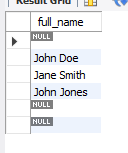 Result Grid
full_name
NULL
John Doe
Jane Smith
John Jones
NULL
NULL